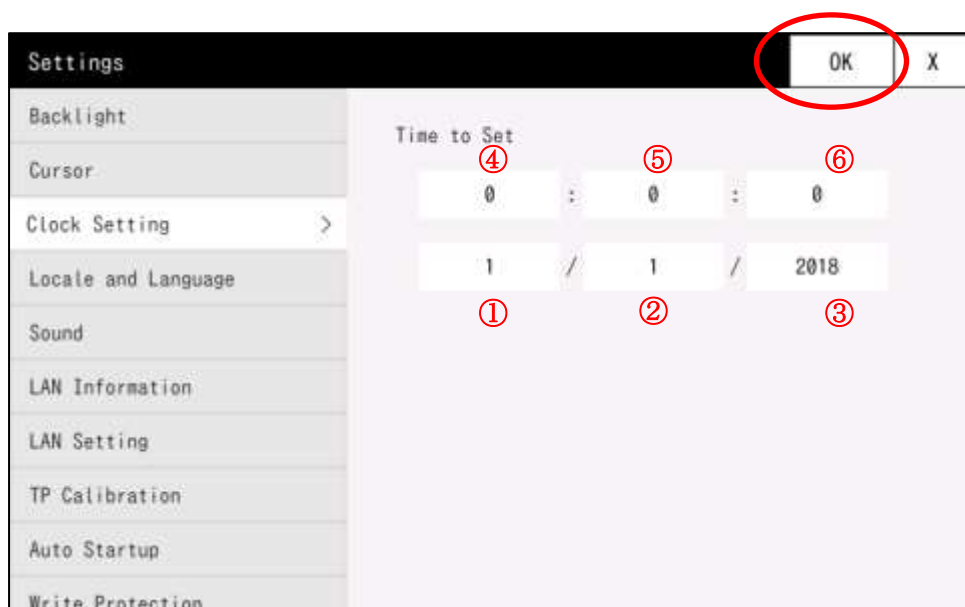 Settings OK X
Backlight
Cursor
Clock Setting >
Locale and Language
Sound
LAN Information
LAN Setting
TP Calibration
Auto Startup
Write Protection
Time to Set
④ ⑤ ⑥
0 : 0 : 0
1 / 1 / 2018
① ② ③